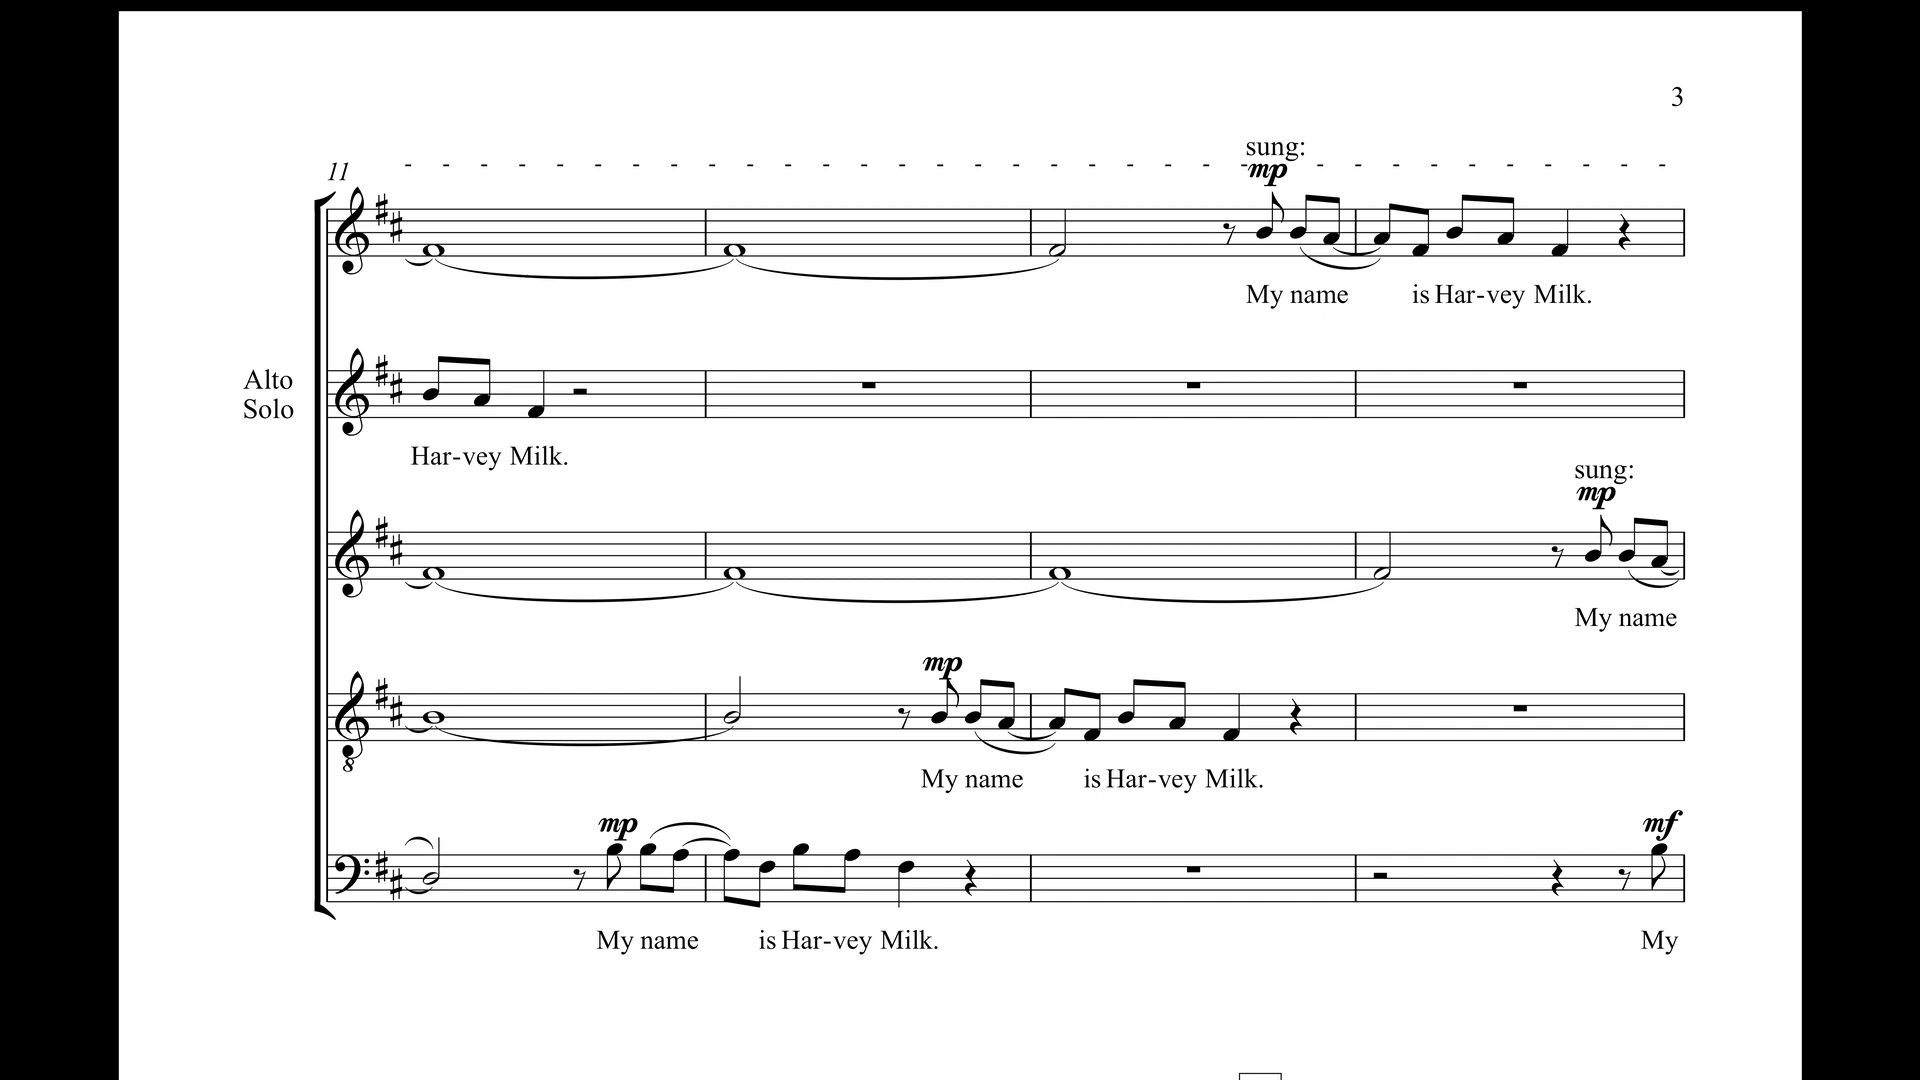 3
sung:
11
mp
My name is Har-vey Milk.
Alto
Solo
Har-vey Milk.
sung:
mp
My name
mp
8
My name is Har-vey Milk.
mp
mf
My name is Har-vey Milk.
My